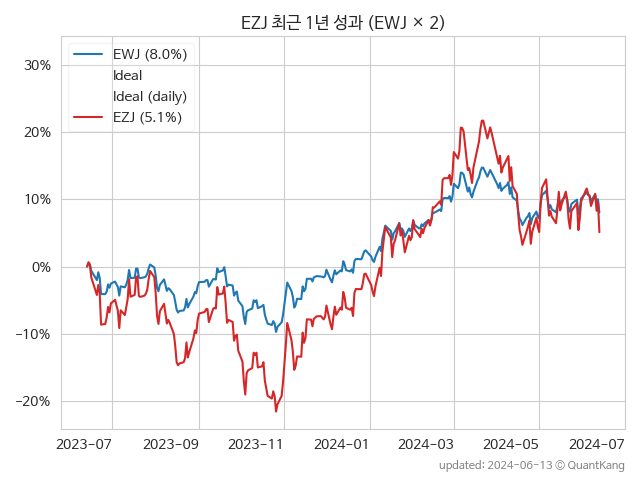 EZJ 최근 1년 성과 (EWJ × 2)
EWJ (8.0%)
Ideal
Ideal (daily)
EZJ (5.1%)
30%
20%
10%
0%
−10%
−20%
2023-07 2023-09 2023-11 2024-01 2024-03 2024-05 2024-07
updated: 2024-06-13 © QuantKang